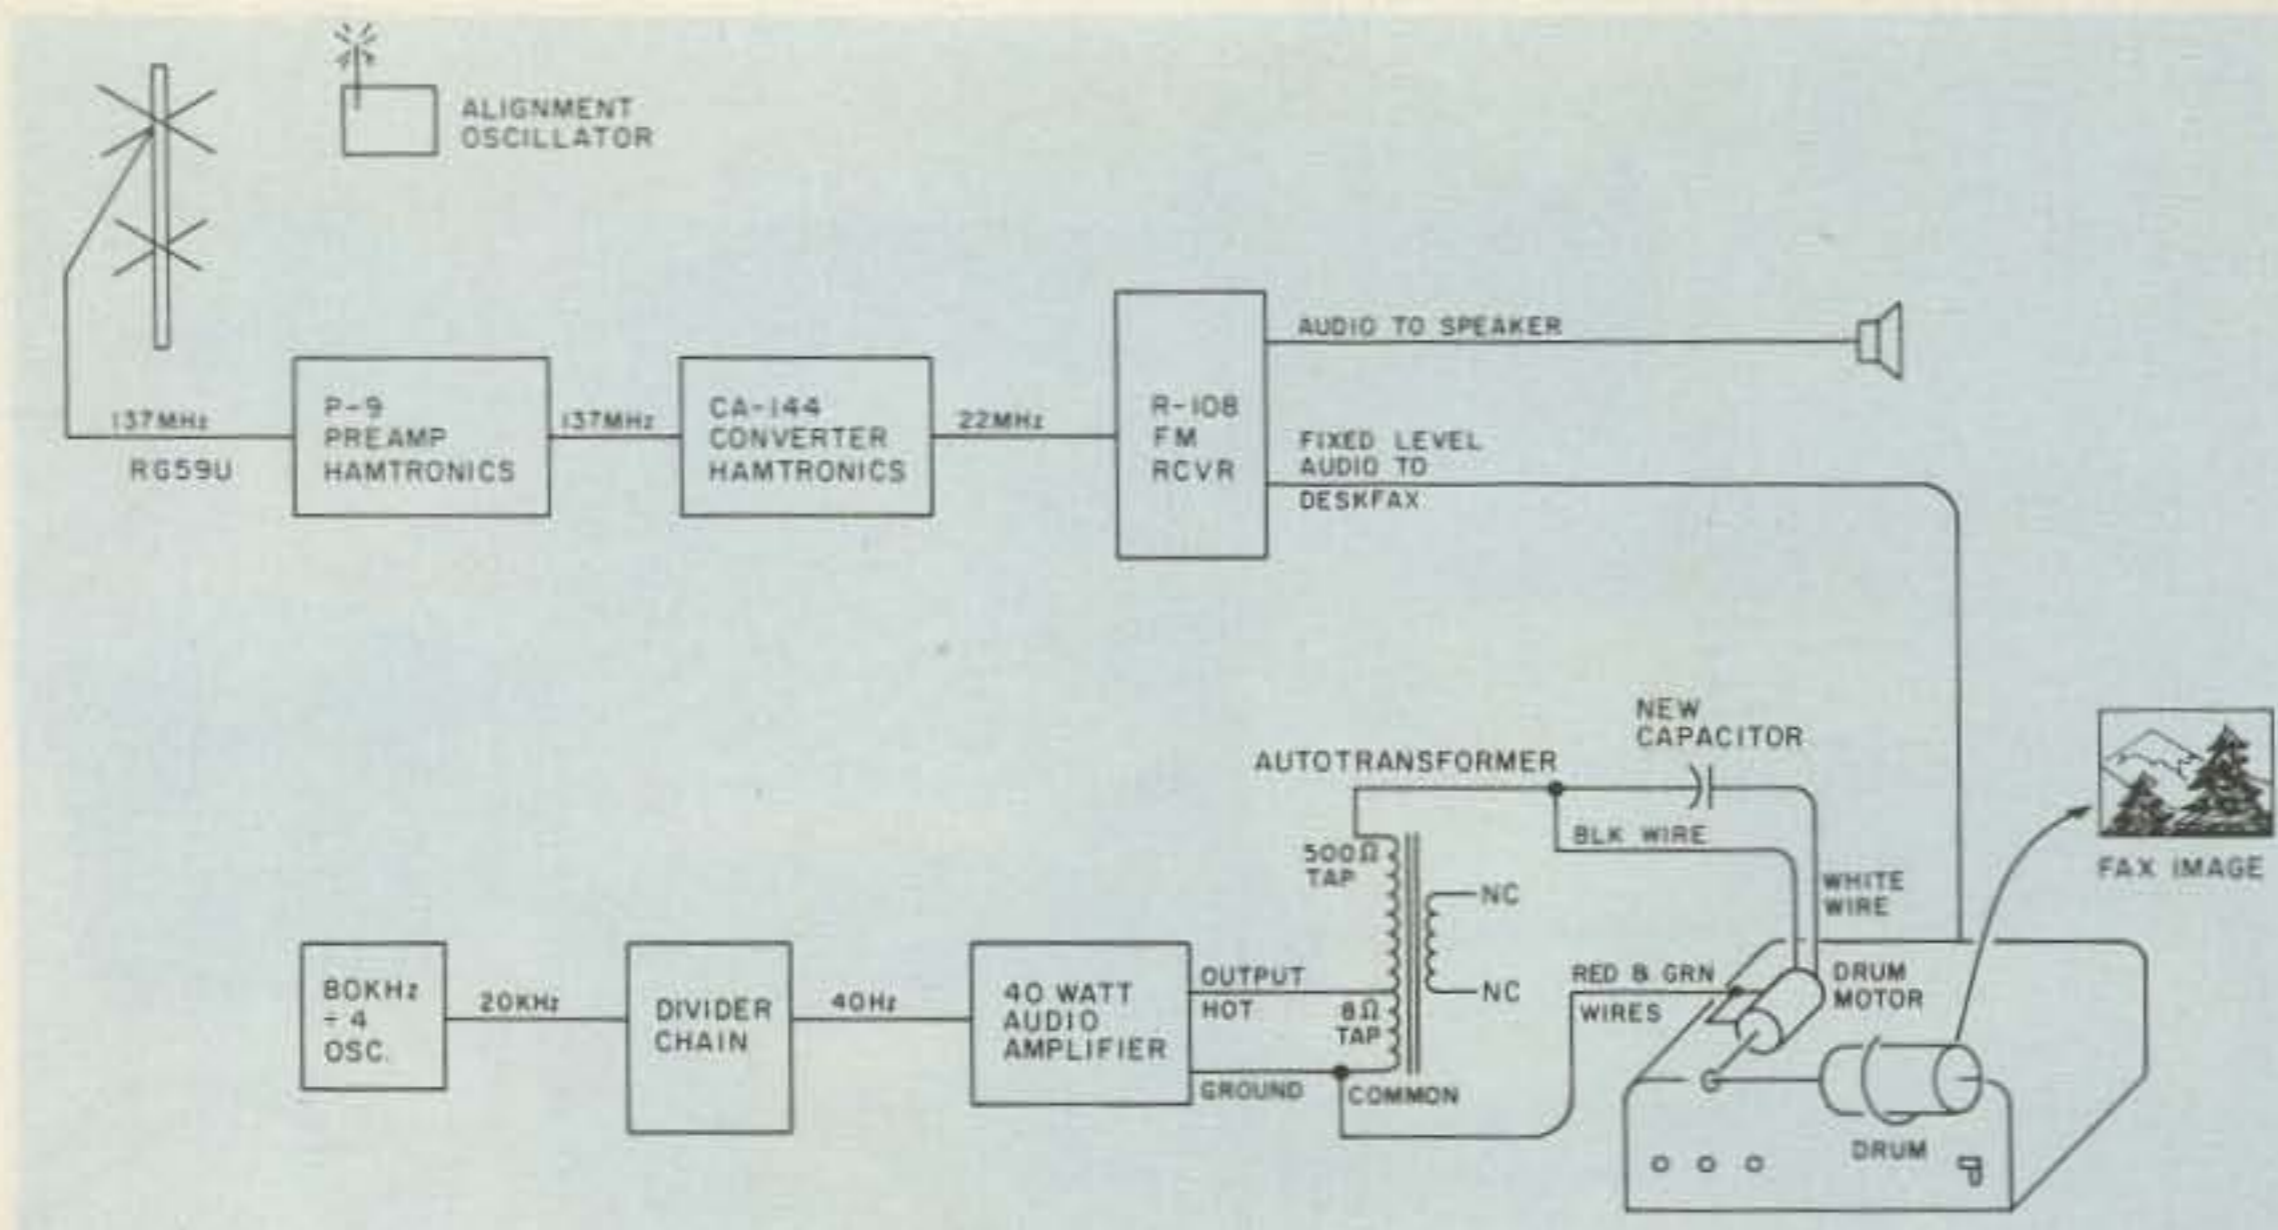 ALIGNMENT
OSCILLATOR
AUDIO TO SPEAKER
137MHz
RG59U
P-9
PREAMP
HAMTRONICS
137MHz
CA-144
CONVERTER
HAMTRONICS
22MHz
R-108
FM
RCVR
FIXED LEVEL
AUDIO TO
DESKFAX
NEW
CAPACITOR
AUTOTRANSFORMER
BLK WIRE
500Ω
TAP
NC
WHITE
WIRE
FAX IMAGE
80KHz
÷ 4
OSC.
20KHz
DIVIDER
CHAIN
40Hz
40 WATT
AUDIO
AMPLIFIER
OUTPUT
HOT
8Ω
TAP
NC
RED & GRN
WIRES
DRUM
MOTOR
GROUND
COMMON
DRUM